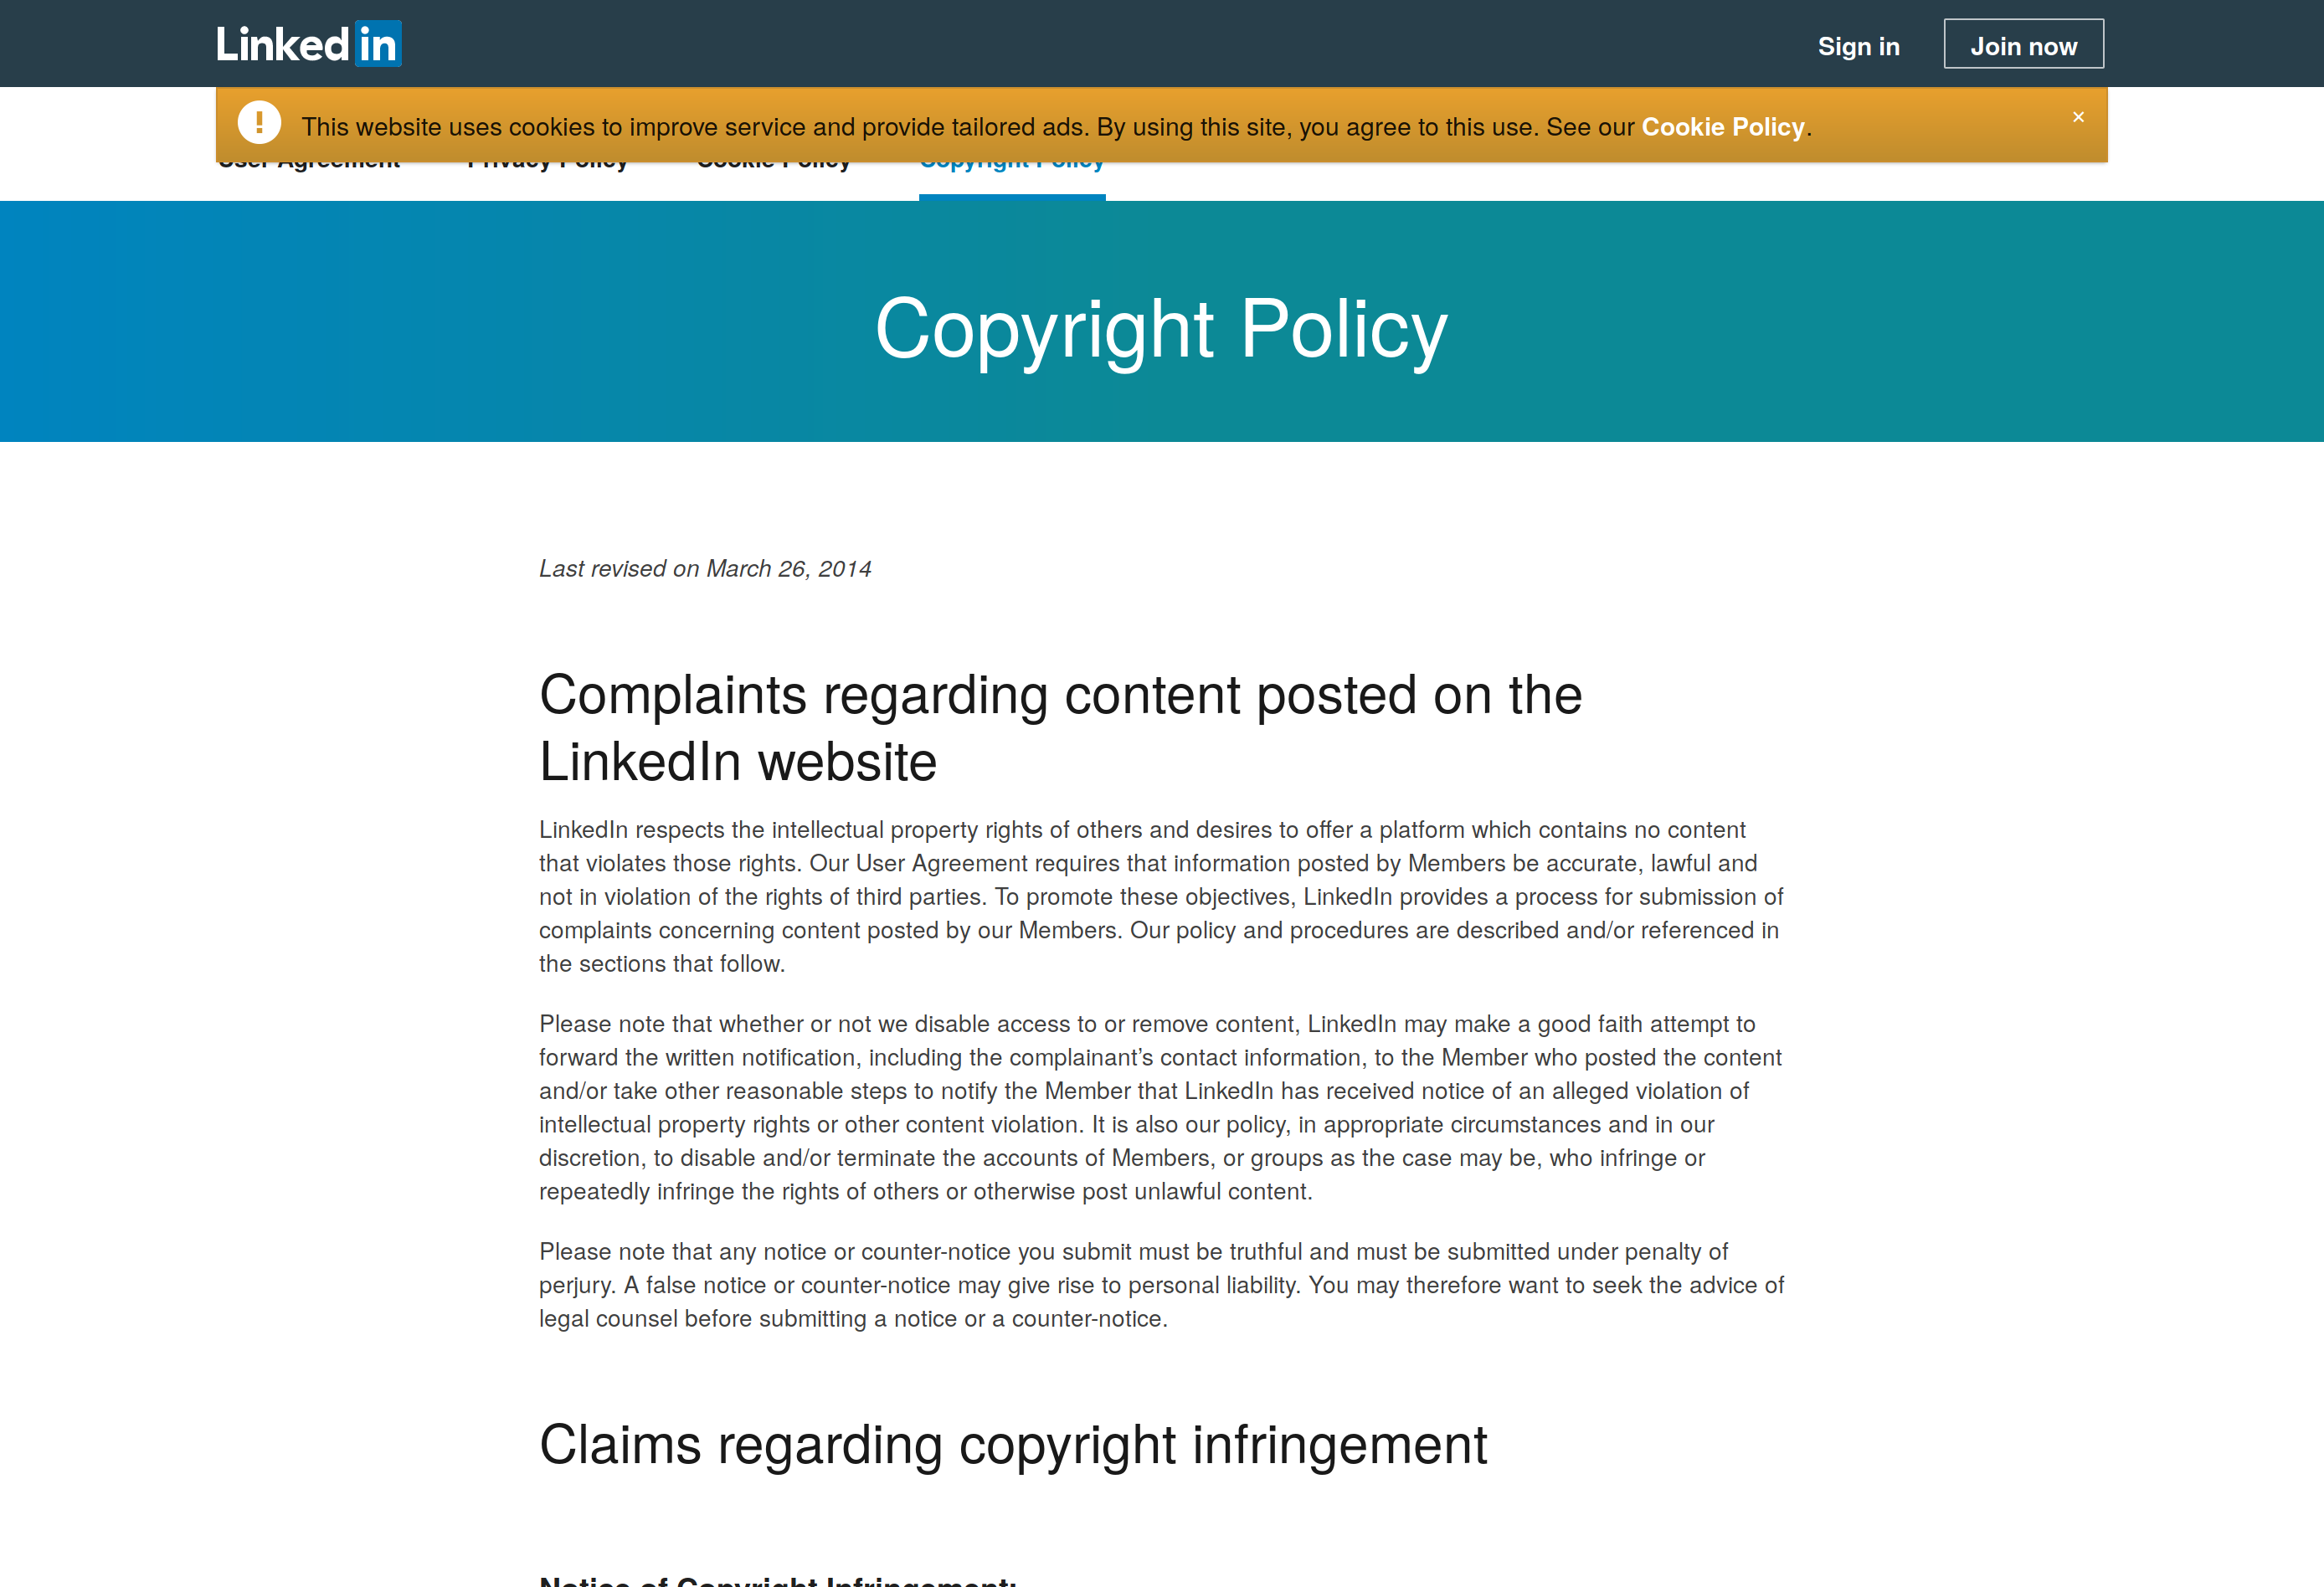 Linked in
Sign in
Join now
This website uses cookies to improve service and provide tailored ads. By using this site, you agree to this use. See our Cookie Policy.
×
User Agreement Privacy Policy Cookie Policy Copyright Policy
Copyright Policy
Last revised on March 26, 2014
Complaints regarding content posted on the
LinkedIn website
LinkedIn respects the intellectual property rights of others and desires to offer a platform which contains no content
that violates those rights. Our User Agreement requires that information posted by Members be accurate, lawful and
not in violation of the rights of third parties. To promote these objectives, LinkedIn provides a process for submission of
complaints concerning content posted by our Members. Our policy and procedures are described and/or referenced in
the sections that follow.
Please note that whether or not we disable access to or remove content, LinkedIn may make a good faith attempt to
forward the written notification, including the complainant’s contact information, to the Member who posted the content
and/or take other reasonable steps to notify the Member that LinkedIn has received notice of an alleged violation of
intellectual property rights or other content violation. It is also our policy, in appropriate circumstances and in our
discretion, to disable and/or terminate the accounts of Members, or groups as the case may be, who infringe or
repeatedly infringe the rights of others or otherwise post unlawful content.
Please note that any notice or counter-notice you submit must be truthful and must be submitted under penalty of
perjury. A false notice or counter-notice may give rise to personal liability. You may therefore want to seek the advice of
legal counsel before submitting a notice or a counter-notice.
Claims regarding copyright infringement
Notice of Copyright Infringement: